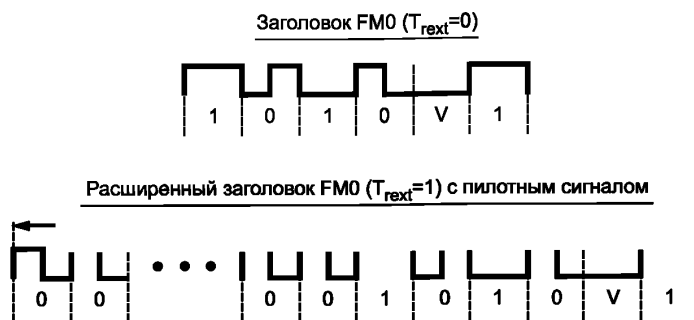 Заголовок FM0 (Trext=0)
1 0 1 0 V 1
Расширенный заголовок FM0 (Trext=1) с пилотным сигналом
0 0 • • • 0 0 1 0 1 0 V 1